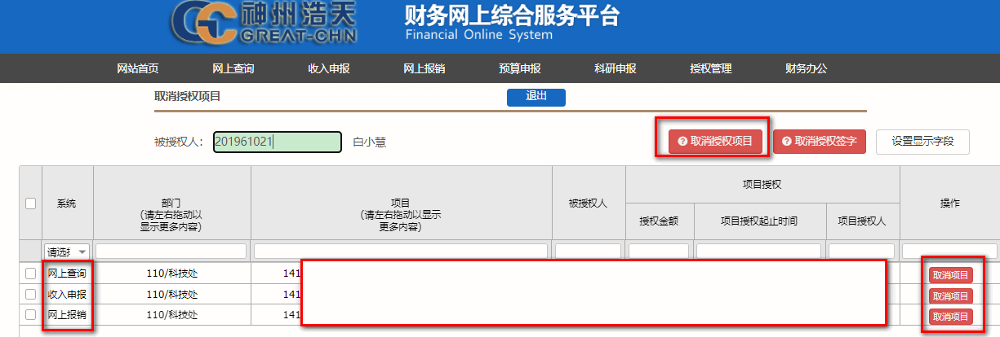 神州浩天
GREAT-CHN
财务网上综合服务平台
Financial Online System
网站首页 网上查询 收入申报 网上报销 预算申报 科研申报 授权管理 财务办公
取消授权项目 退出
被授权人： 201961021 白小慧 取消授权项目 取消授权签字 设置显示字段
系统 部门 项目 被授权人 项目授权 操作
（请左右拖动以
显示更多内容）
（请左右拖动以显示
更多内容）
授权金额 项目授权起止时间 项目授权人
请选择
网上查询 110/科技处 141 取消项目
收入申报 110/科技处 141 取消项目
网上报销 110/科技处 141 取消项目